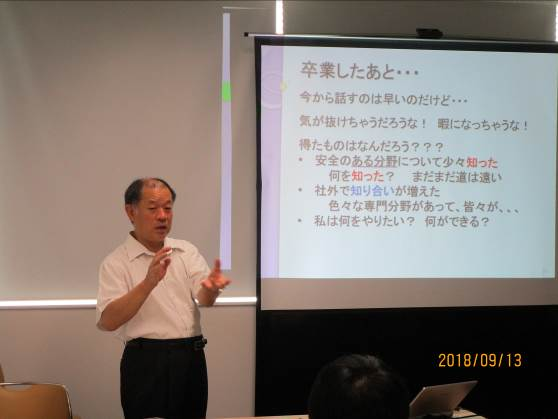 卒業したあと・・・
今から話すのは早いのだけど・・・
気が抜けちゃうだろうな！ 暇になっちゃうな！
得たものはなんだろう？？？
• 安全のある分野について少々知った
何を知った？ まだまだ道は遠い
• 社外で知り合いが増えた
色々な専門分野があって、皆々が、、、
• 私は何をやりたい？ 何ができる？
2018/09/13